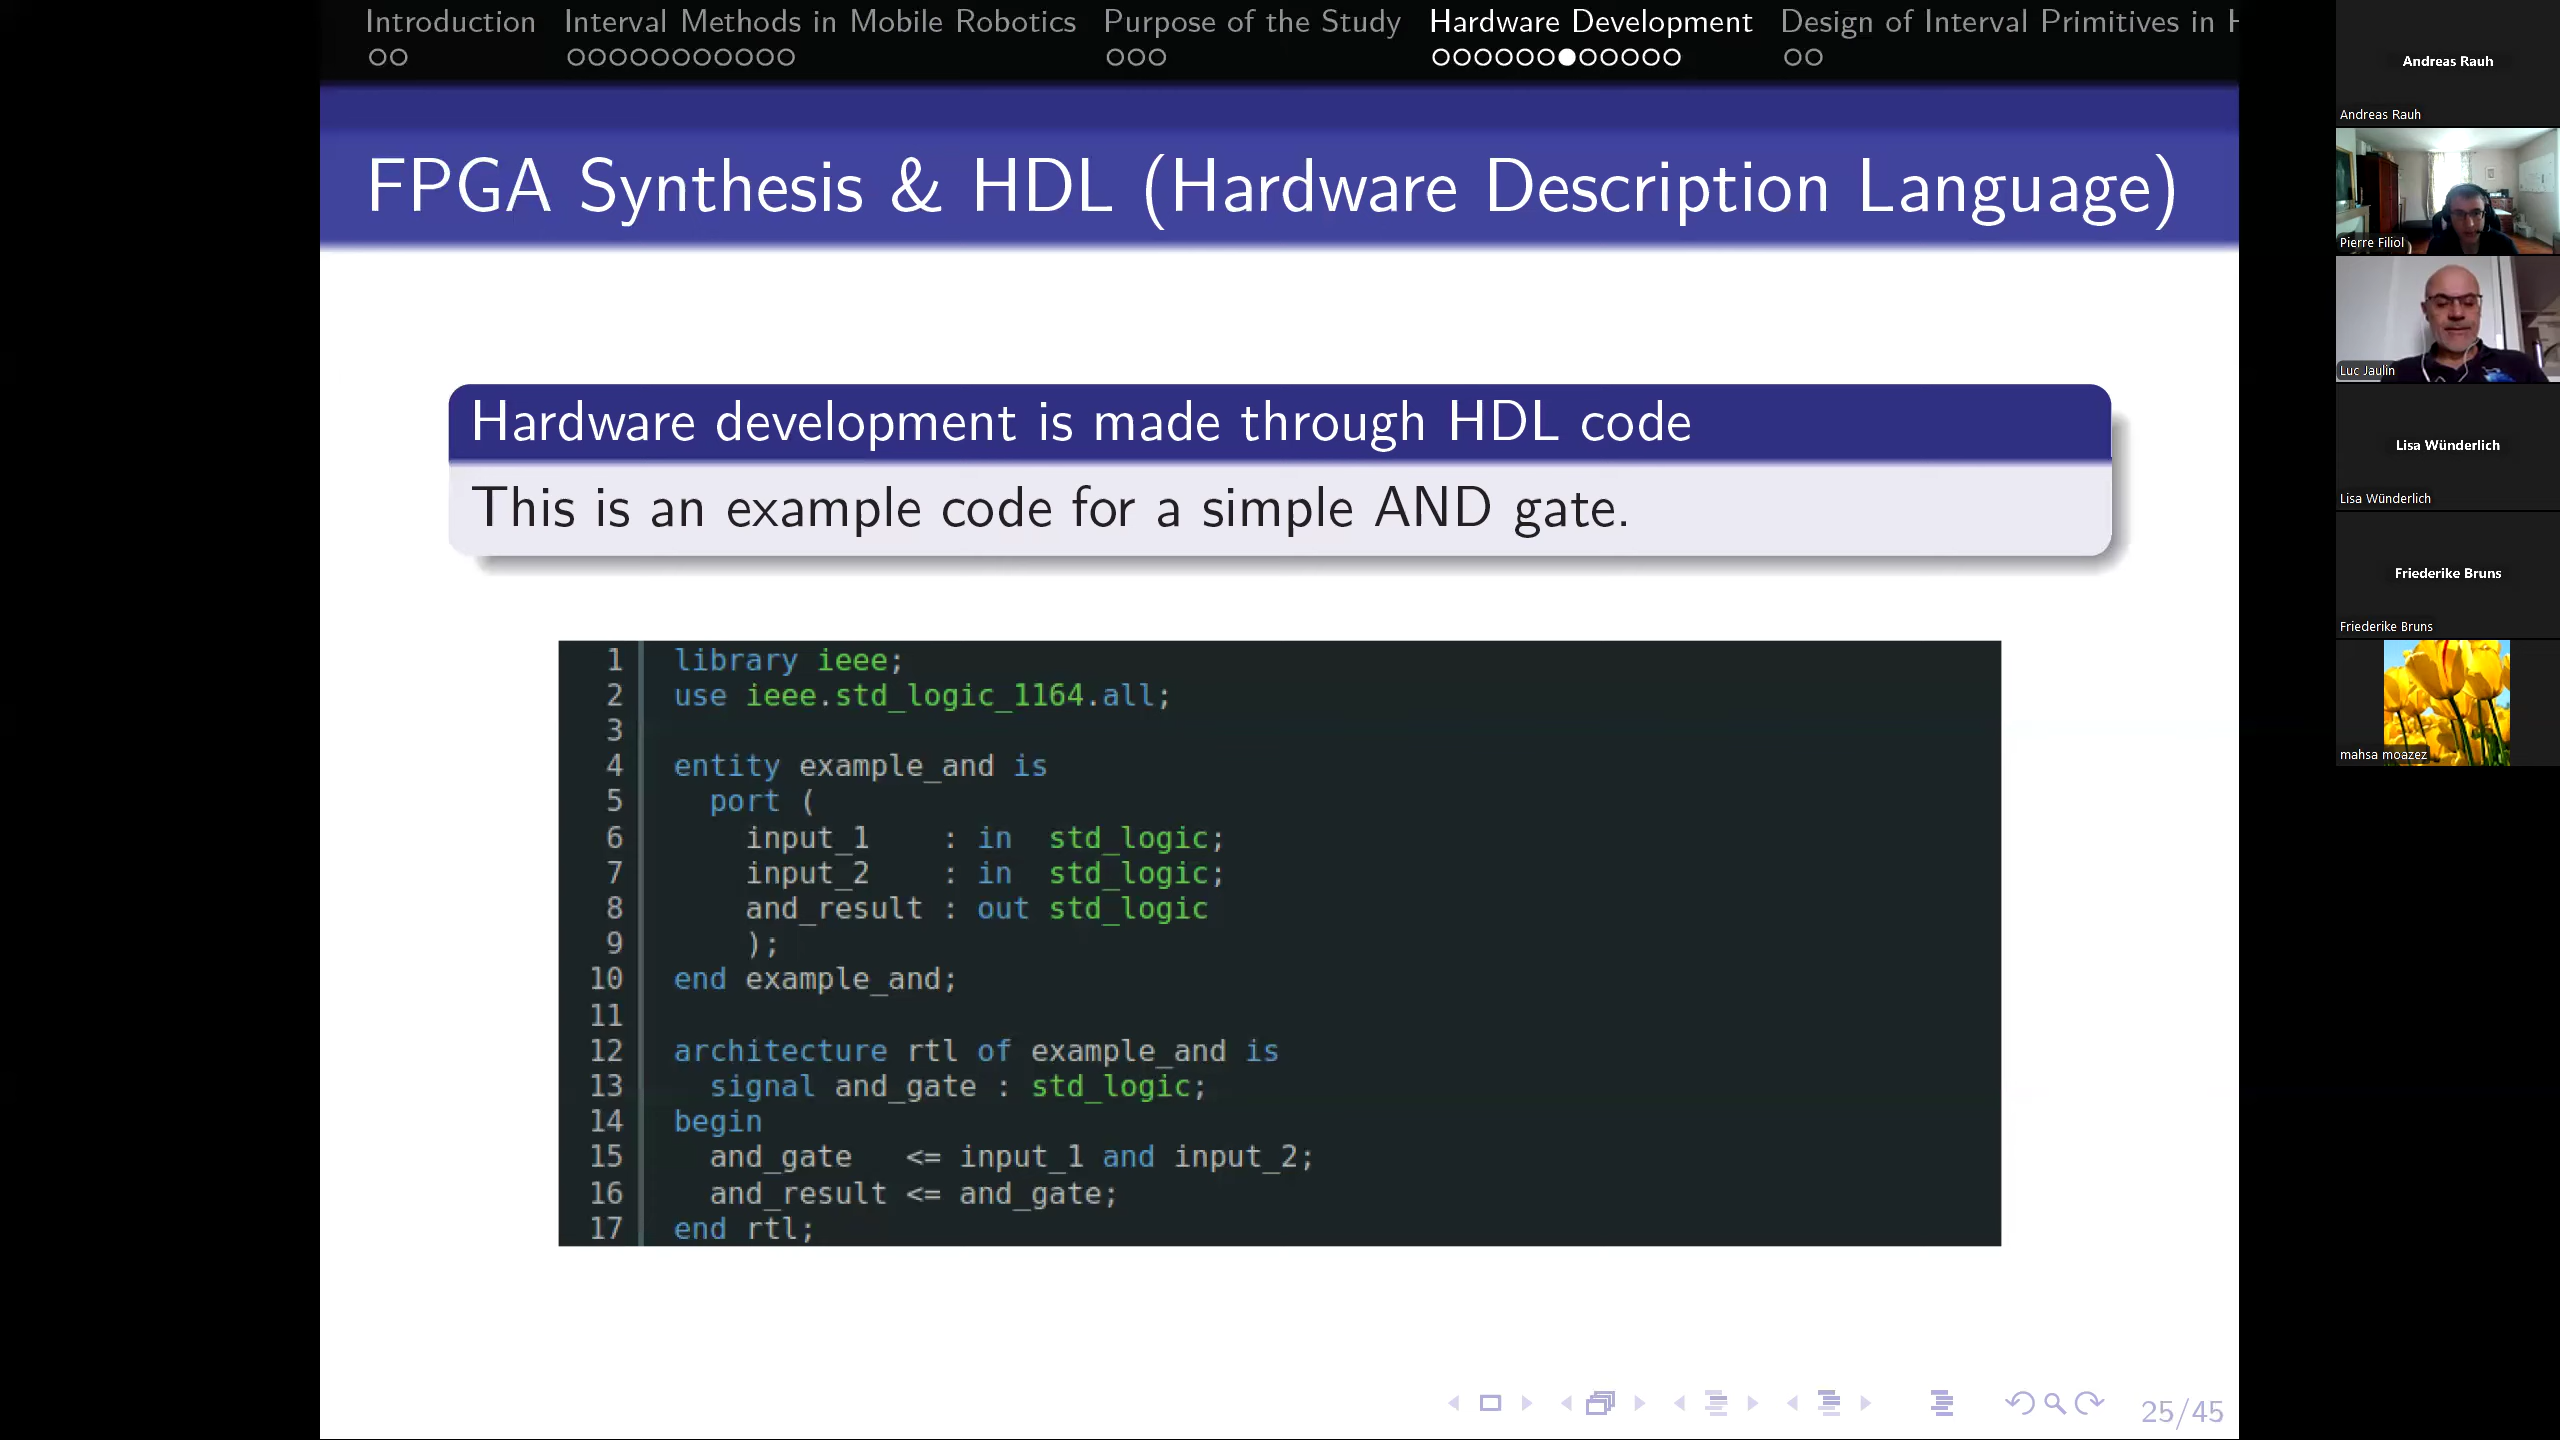 Introduction
Interval Methods in Mobile Robotics
Purpose of the Study
Hardware Development
Design of Interval Primitives in
FPGA Synthesis & HDL (Hardware Description Language)
Hardware development is made through HDL code
This is an example code for a simple AND gate.
1 library ieee;
2 use ieee.std_logic_1164.all;
3
4 entity example_and is
5   port (
6     input_1    : in  std_logic;
7     input_2    : in  std_logic;
8     and_result : out std_logic
9     );
10 end example_and;
11
12 architecture rtl of example_and is
13   signal and_gate : std_logic;
14 begin
15   and_gate   <= input_1 and input_2;
16   and_result <= and_gate;
17 end rtl;
25/45
Andreas Rauh
Andreas Rauh
Pierre Filiol
Luc Jaulin
Lisa Wünderlich
Lisa Wünderlich
Friederike Bruns
Friederike Bruns
mahsa moazez